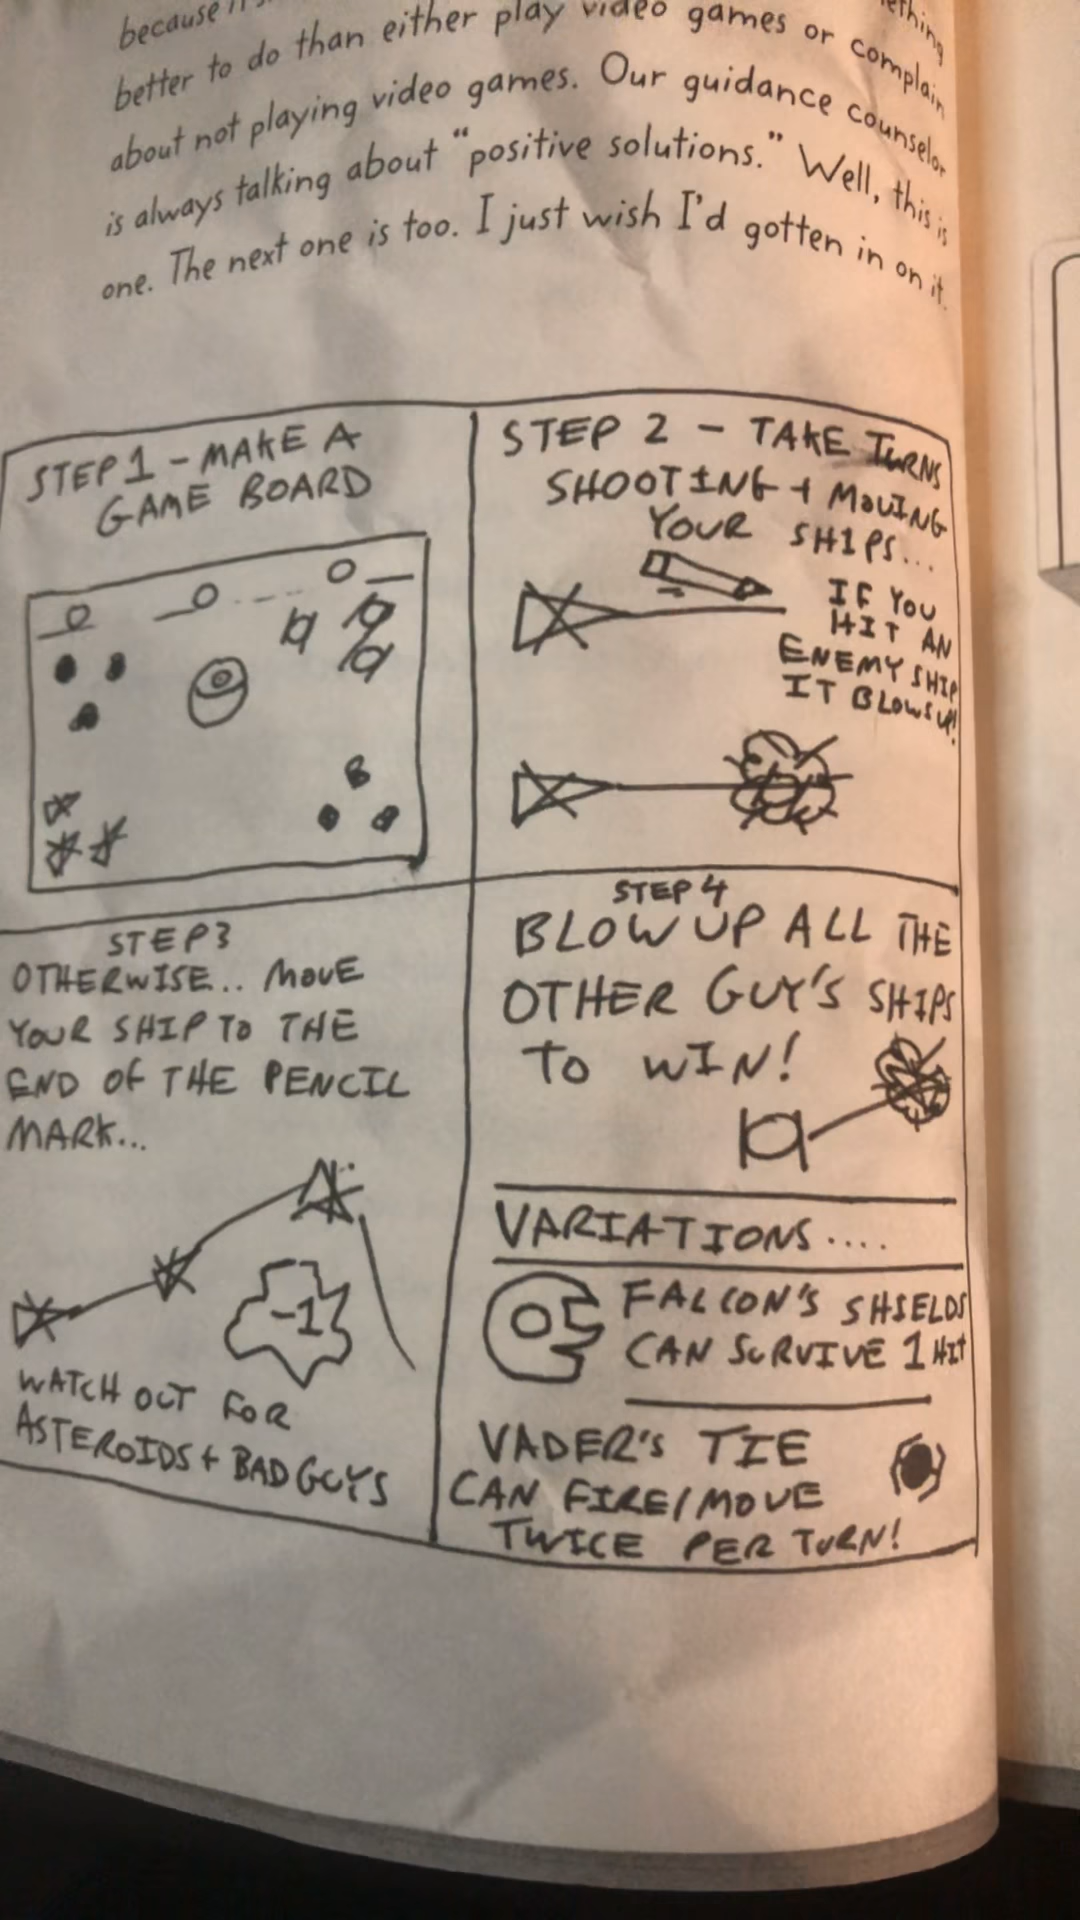 because
better to do than either play video games or complain
about not playing video games. Our guidance counselor
is always talking about "positive solutions." Well, this is
one. The next one is too. I just wish I'd gotten in on it.
STEP 1 - MAKE A
GAME BOARD
STEP 2 - TAKE TURNS
SHOOTING + MOVING
YOUR SHIPS...
IF YOU
HIT AN
ENEMY SHIP
IT BLOWS UP!
STEP 3
OTHERWISE.. MOVE
YOUR SHIP TO THE
END OF THE PENCIL
MARK...
-1
WATCH OUT FOR
ASTEROIDS + BAD GUYS
STEP 4
BLOW UP ALL THE
OTHER GUY'S SHIPS
TO WIN!
VARIATIONS....
FALCON'S SHIELDS
CAN SURVIVE 1 HIT
VADER'S TIE
CAN FIRE/MOVE
TWICE PER TURN!